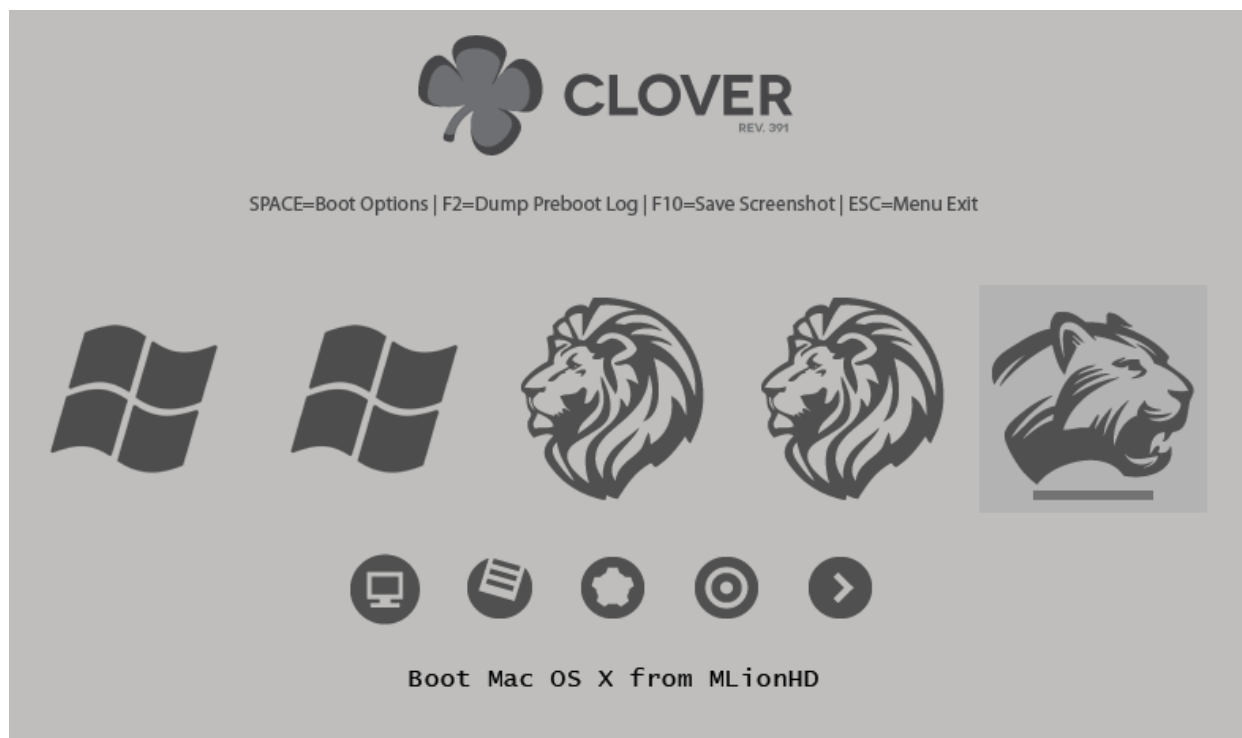 CLOVER
REV. 391
SPACE=Boot Options | F2=Dump Preboot Log | F10=Save Screenshot | ESC=Menu Exit
Boot Mac OS X from MLionHD